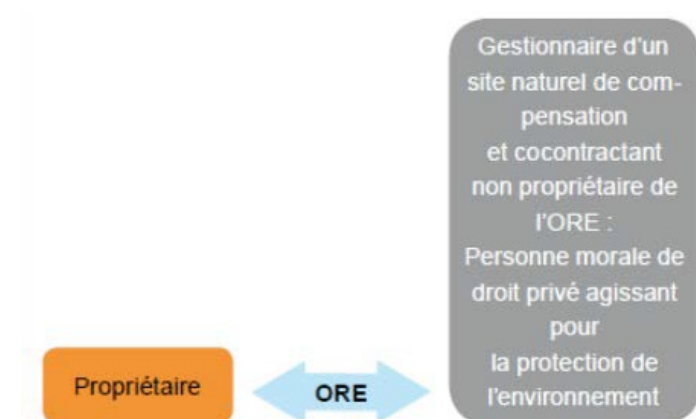 Gestionnaire d'un
site naturel de com-
pensation
et cocontractant
non propriétaire de
l'ORE :
Personne morale de
droit privé agissant
pour
la protection de
l'environnement
Propriétaire
ORE